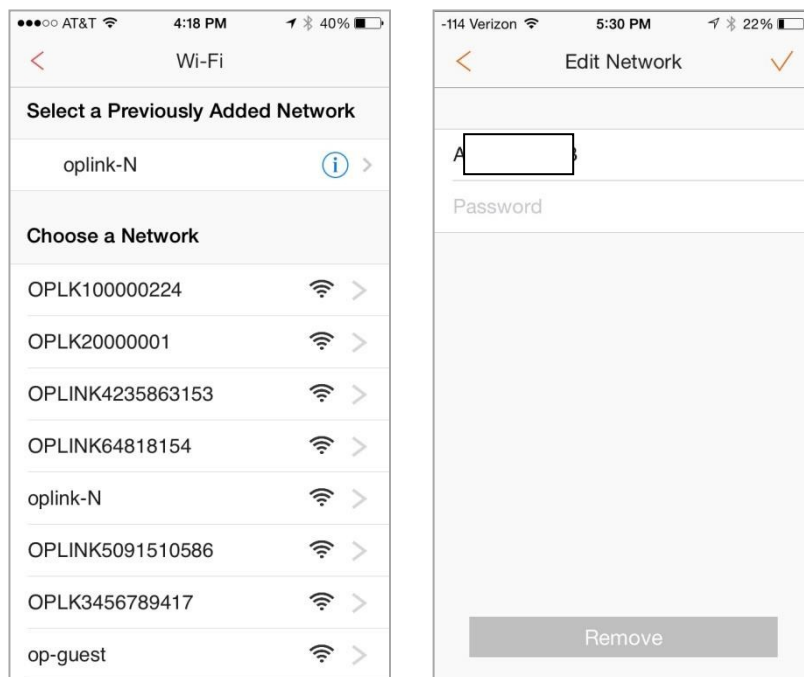 AT&T 4:18 PM 40%
Wi-Fi
Select a Previously Added Network
oplink-N
Choose a Network
OPLK100000224
OPLK20000001
OPLINK4235863153
OPLINK64818154
oplink-N
OPLINK5091510586
OPLK3456789417
op-guest
-114 Verizon 5:30 PM 22%
Edit Network
Password
Remove